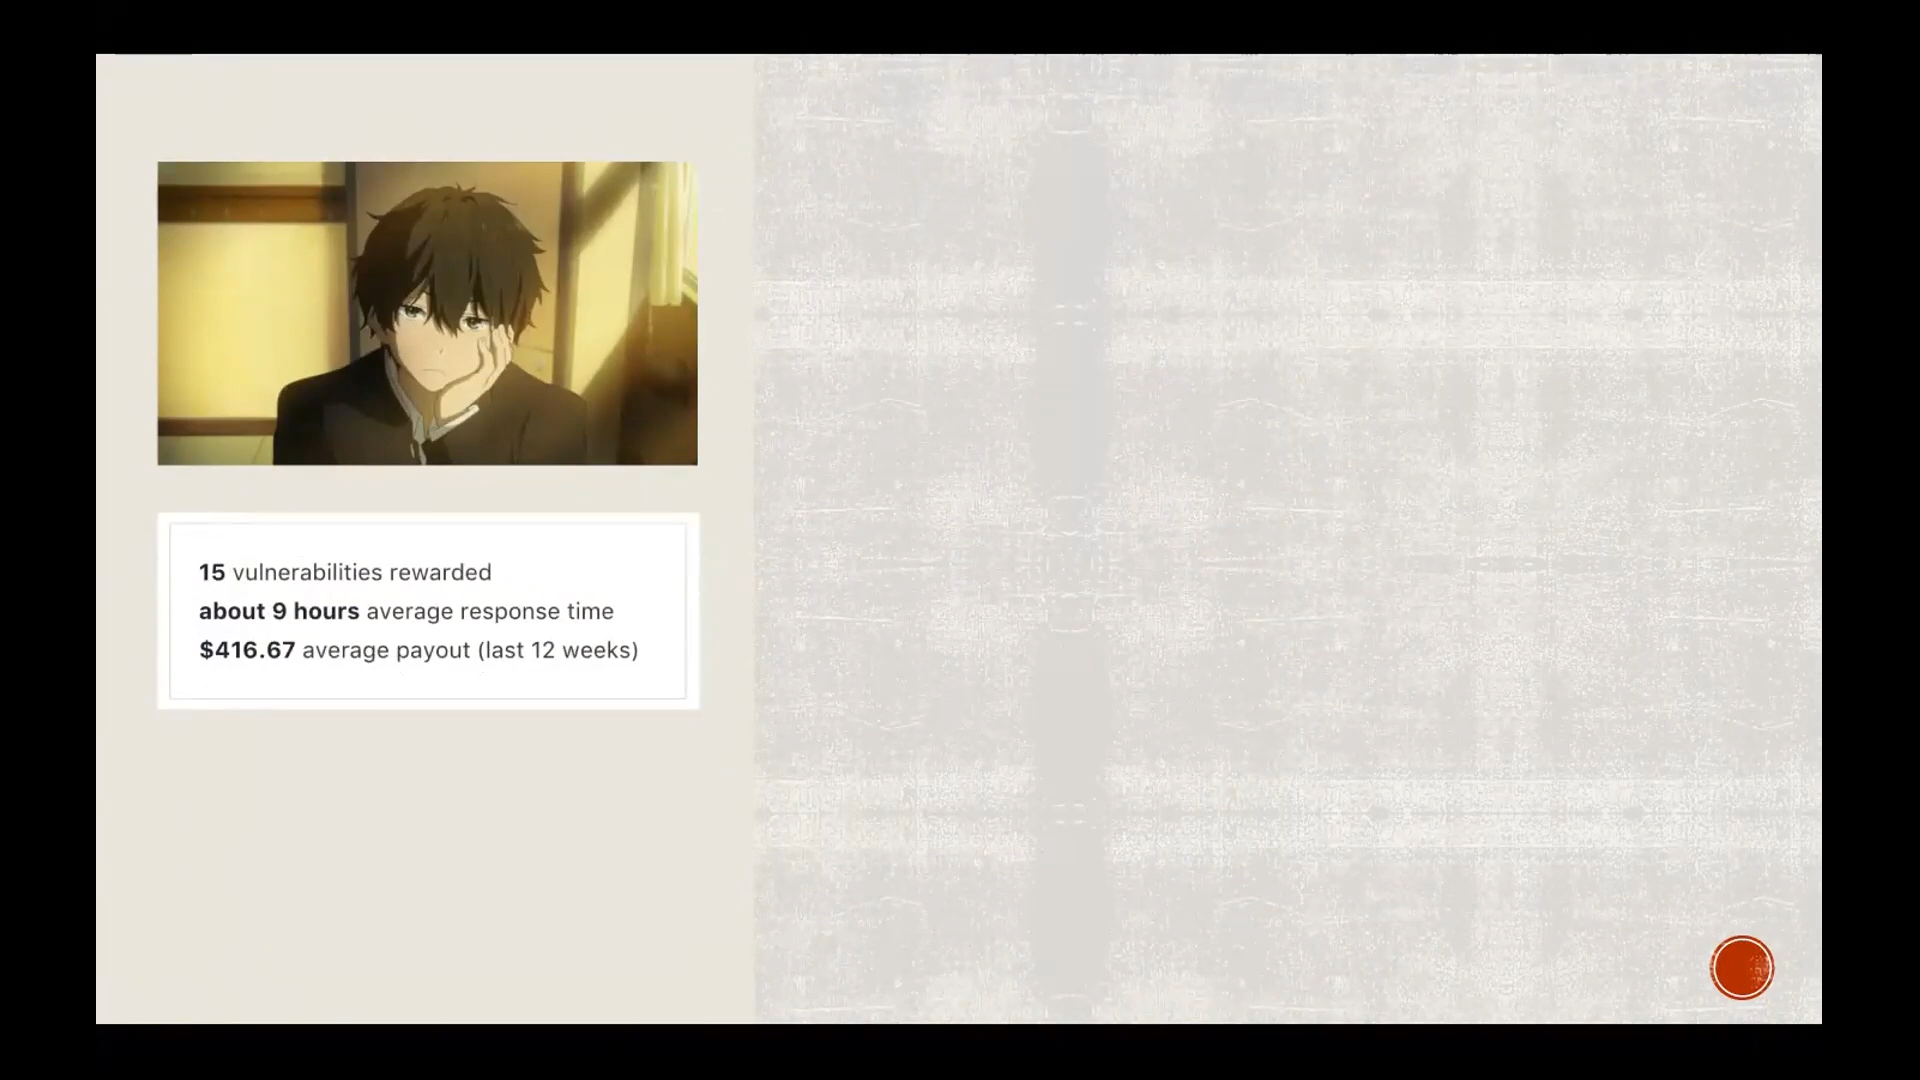 15 vulnerabilities rewarded
about 9 hours average response time
$416.67 average payout (last 12 weeks)